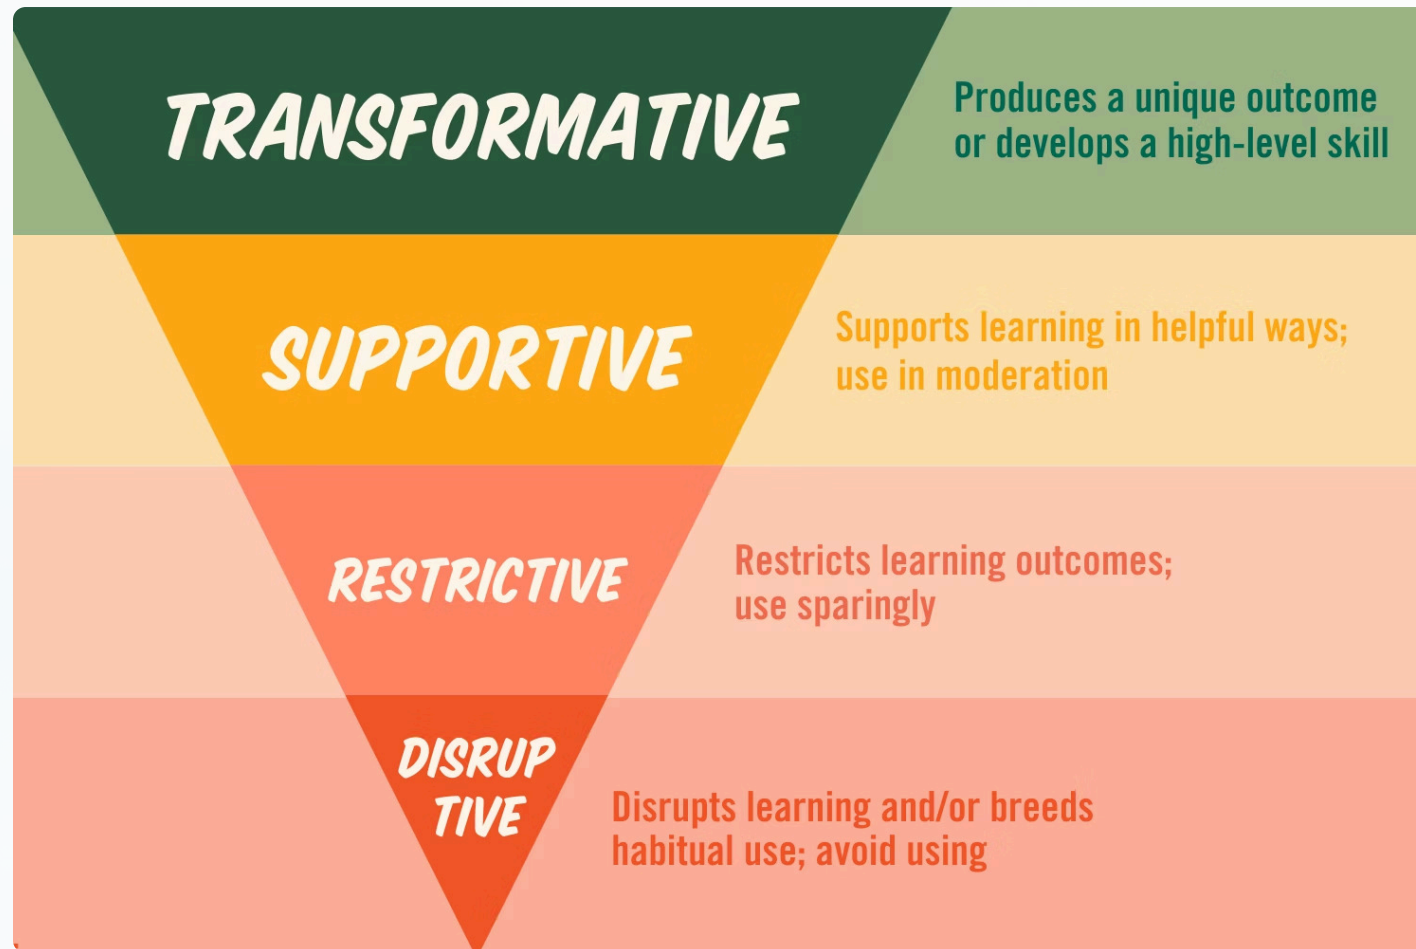 TRANSFORMATIVE
Produces a unique outcome
or develops a high-level skill
SUPPORTIVE
Supports learning in helpful ways;
use in moderation
RESTRICTIVE
Restricts learning outcomes;
use sparingly
DISRUP
TIVE
Disrupts learning and/or breeds
habitual use; avoid using